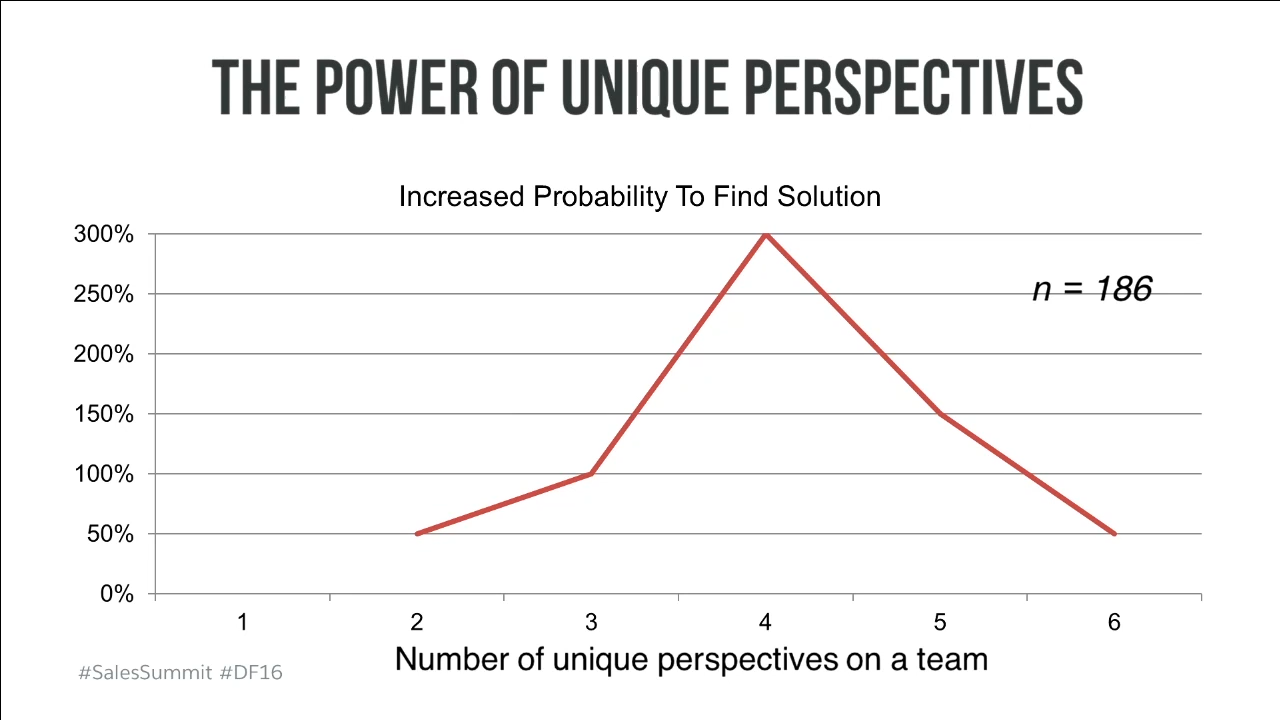 THE POWER OF UNIQUE PERSPECTIVES
Increased Probability To Find Solution
300%
250%
n = 186
200%
150%
100%
50%
0%
1 2 3 4 5 6
Number of unique perspectives on a team
#SalesSummit #DF16